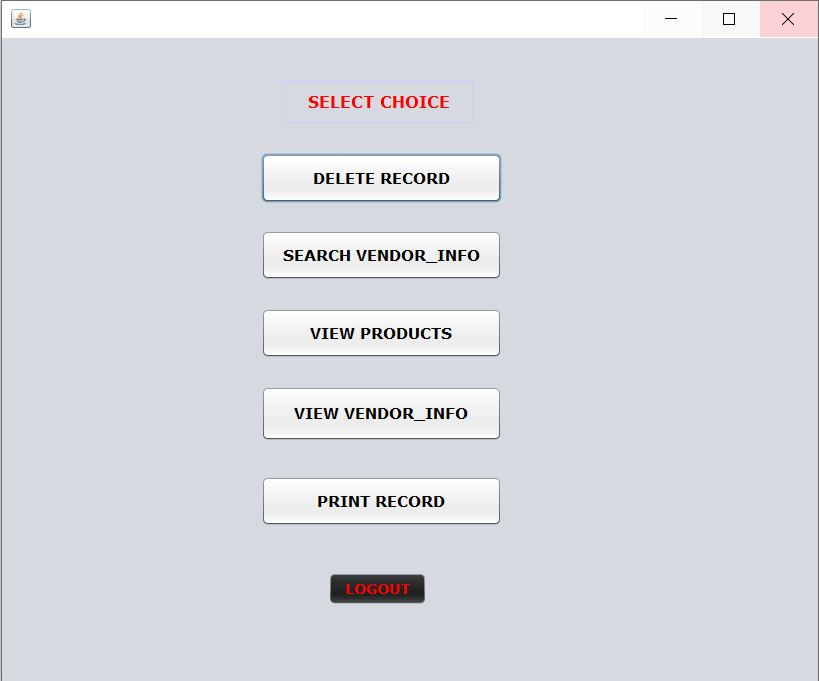 SELECT CHOICE
DELETE RECORD
SEARCH VENDOR_INFO
VIEW PRODUCTS
VIEW VENDOR_INFO
PRINT RECORD
LOGOUT